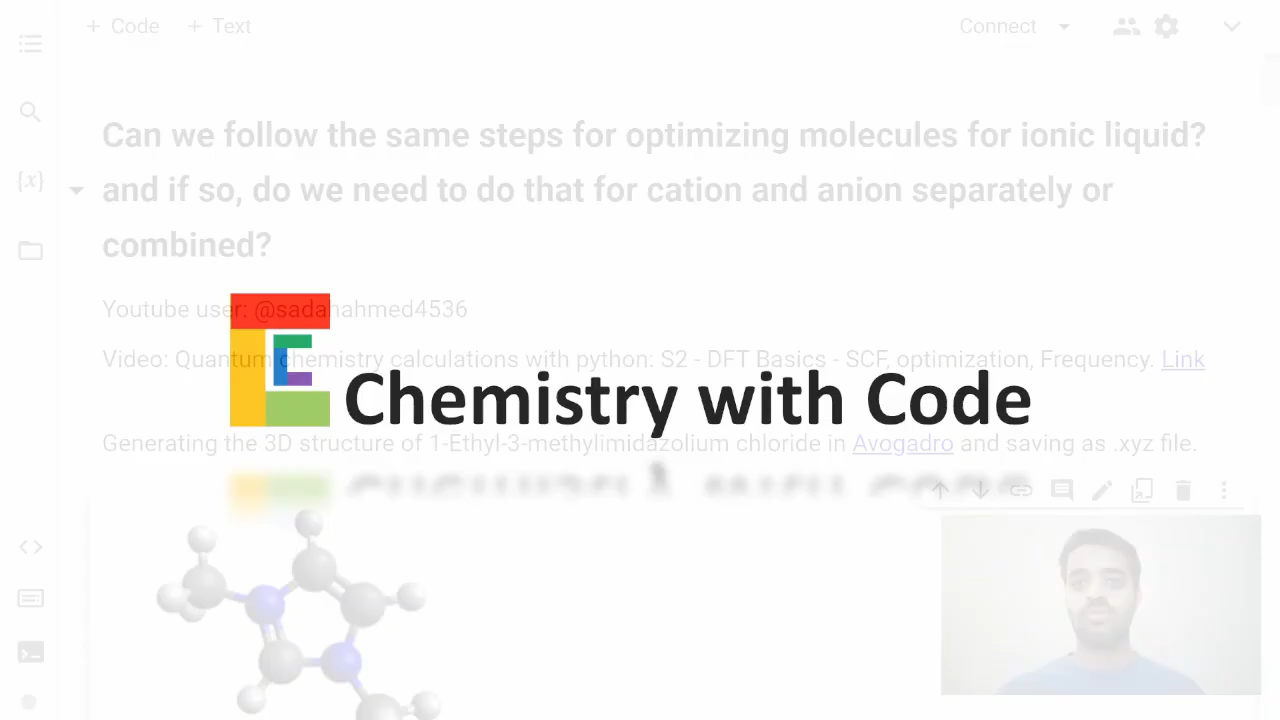 + Code + Text Connect
Can we follow the same steps for optimizing molecules for ionic liquid?
{x} and if so, do we need to do that for cation and anion separately or
combined?
Youtube user: @sadahahmed4536
Video: Quantum chemistry calculations with python: S2 - DFT Basics - SCF, optimization, Frequency. Link
Chemistry with Code
Generating the 3D structure of 1-Ethyl-3-methylimidazolium chloride in Avogadro and saving as .xyz file.